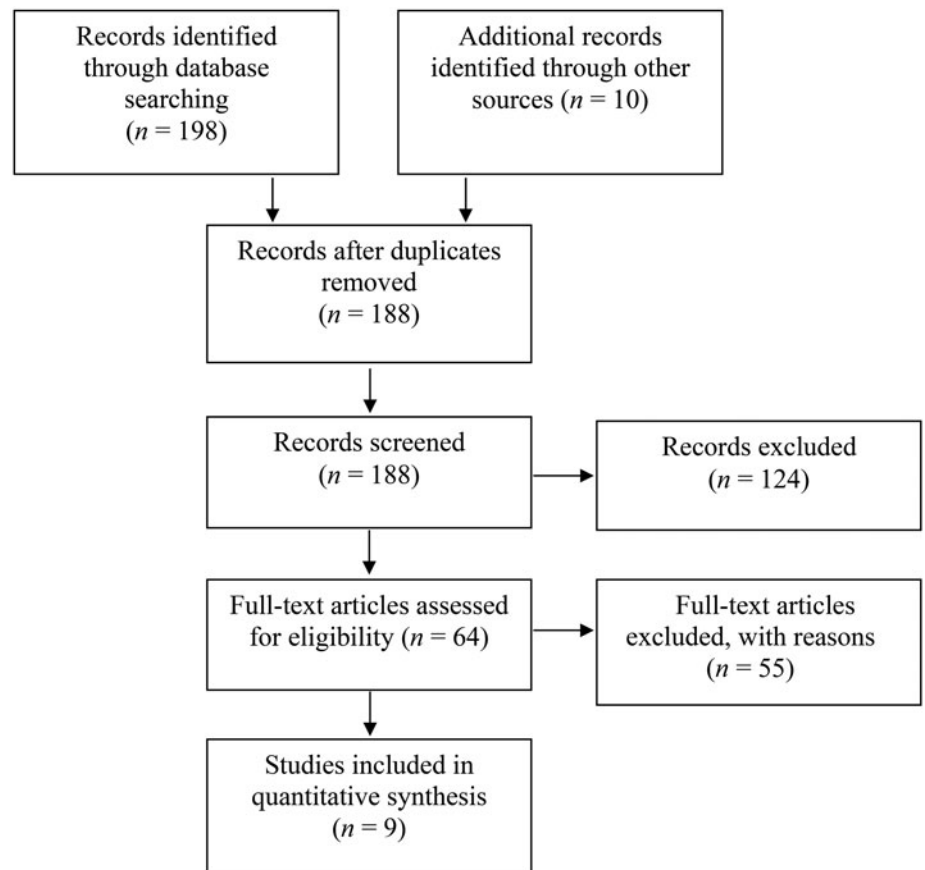 Records identified
through database
searching
(n = 198)
Additional records
identified through other
sources (n = 10)
Records after duplicates
removed
(n = 188)
Records screened
(n = 188)
Records excluded
(n = 124)
Full-text articles assessed
for eligibility (n = 64)
Full-text articles
excluded, with reasons
(n = 55)
Studies included in
quantitative synthesis
(n = 9)